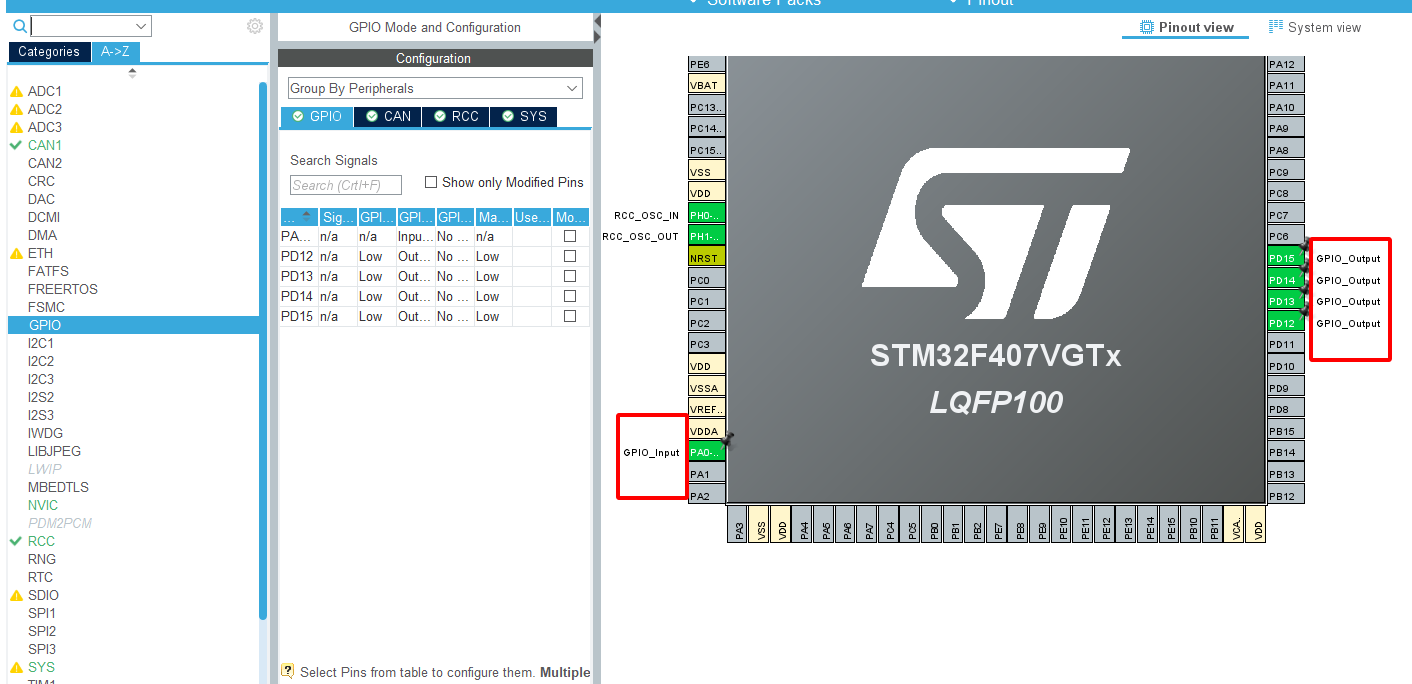 Software Packs
Pinout
Categories
A->Z
ADC1
ADC2
ADC3
CAN1
CAN2
CRC
DAC
DCMI
DMA
ETH
FATFS
FREERTOS
FSMC
GPIO
I2C1
I2C2
I2C3
I2S2
I2S3
IWDG
LIBJPEG
LWIP
MBEDTLS
NVIC
PDM2PCM
RCC
RNG
RTC
SDIO
SPI1
SPI2
SPI3
SYS
TIM1
GPIO Mode and Configuration
Configuration
Group By Peripherals
GPIO CAN RCC SYS
Search Signals
Search (Crtl+F) Show only Modified Pins
... Sig... GPI... GPI... GPI... Ma... Use... Mo...
PA... n/a n/a Inpu... No ... n/a
PD12 n/a Low Out... No ... Low
PD13 n/a Low Out... No ... Low
PD14 n/a Low Out... No ... Low
PD15 n/a Low Out... No ... Low
Select Pins from table to configure them. Multiple
Pinout view
System view
PE6
VBAT
PC13..
PC14..
PC15..
VSS
VDD
RCC_OSC_IN PH0-..
RCC_OSC_OUT PH1-..
NRST
PC0
PC1
PC2
PC3
VDD
VSSA
VREF..
VDDA
GPIO_Input PA0-..
PA1
PA2
STM32F407VGTx
LQFP100
PA12
PA11
PA10
PA9
PA8
PC9
PC8
PC7
PC6
PD15 GPIO_Output
PD14 GPIO_Output
PD13 GPIO_Output
PD12 GPIO_Output
PD11
PD10
PD9
PD8
PB15
PB14
PB13
PB12
PA3 VSS VDD PA4 PA5 PA6 PA7 PC4 PC5 PB0 PB1 PB2 PE7 PE8 PE9 PE10 PE11 PE12 PE13 PE14 PE15 PB10 PB11 VCA.. VDD